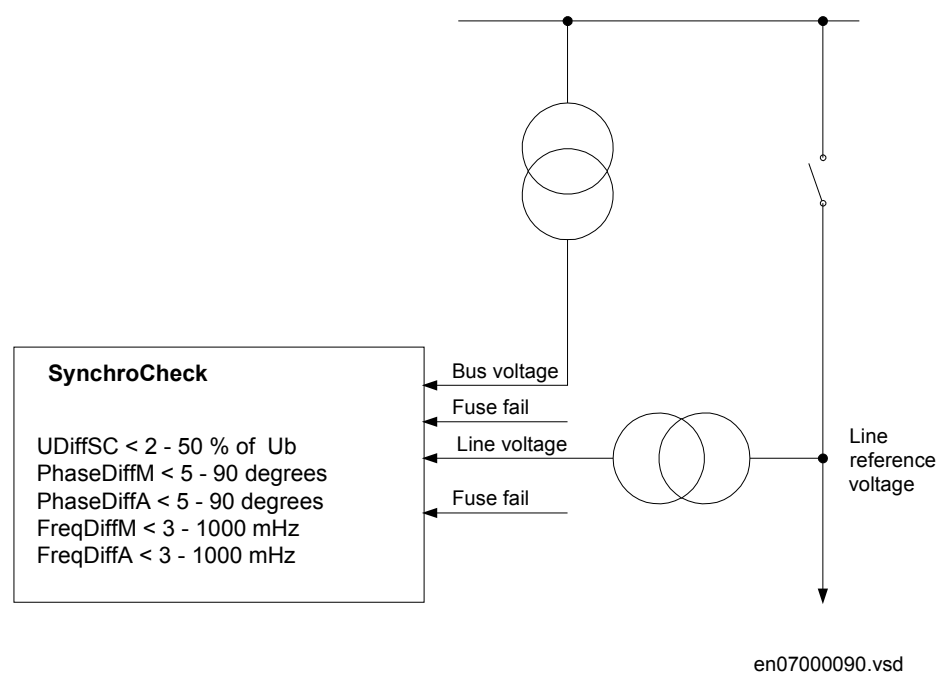 SynchroCheck
UDiffSC < 2 - 50 % of Ub
PhaseDiffM < 5 - 90 degrees
PhaseDiffA < 5 - 90 degrees
FreqDiffM < 3 - 1000 mHz
FreqDiffA < 3 - 1000 mHz
Bus voltage
Fuse fail
Line voltage
Fuse fail
Line
reference
voltage
en07000090.vsd